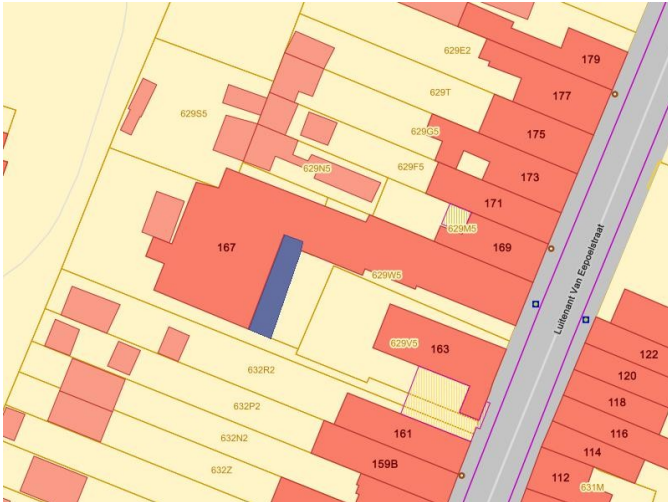 179
629E2
177
629T
175
629S5
629G5
173
629F5
629N5
171
629M5
169
167
629W5
Luitenant Van Eepoelstraat
163
629V5
122
120
632R2
118
632P2
161
116
632N2
114
159B
632Z
112
631M